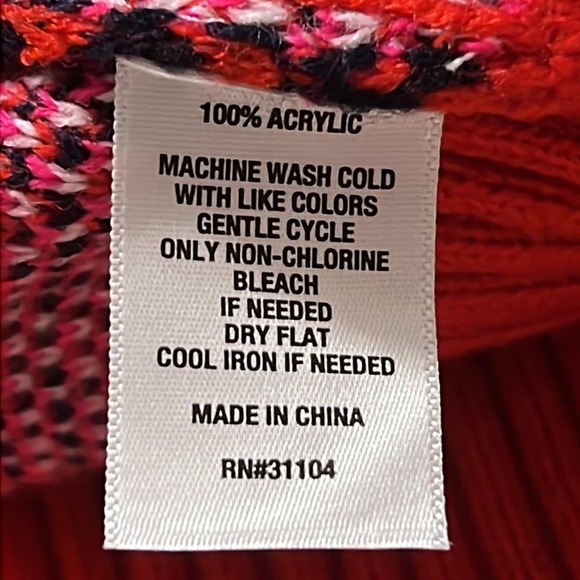 100% ACRYLIC
MACHINE WASH COLD
WITH LIKE COLORS
GENTLE CYCLE
ONLY NON-CHLORINE
BLEACH
IF NEEDED
DRY FLAT
COOL IRON IF NEEDED
MADE IN CHINA
RN#31104